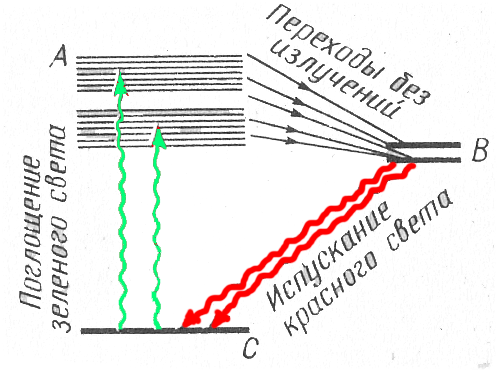 A
Переходы без
излучений
B
Поглощение
зеленого света
Испускание
красного света
C